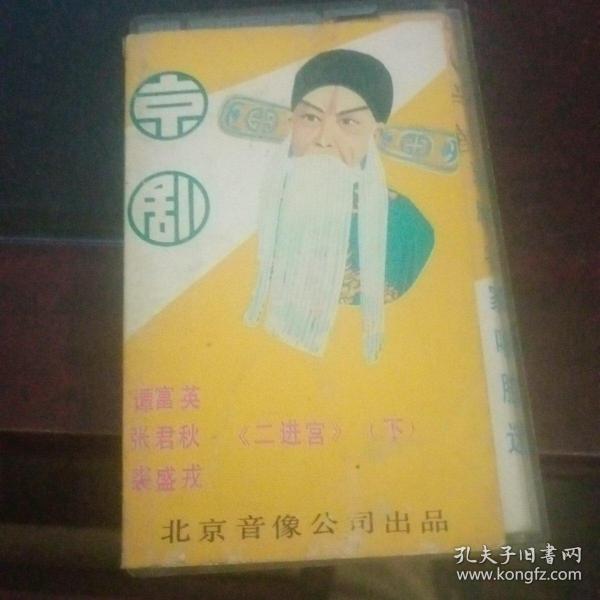 京剧
谭富英
张君秋
裘盛戎
《二进宫》（下）
北京音像公司出品
孔夫子旧书网
www.kongfz.com